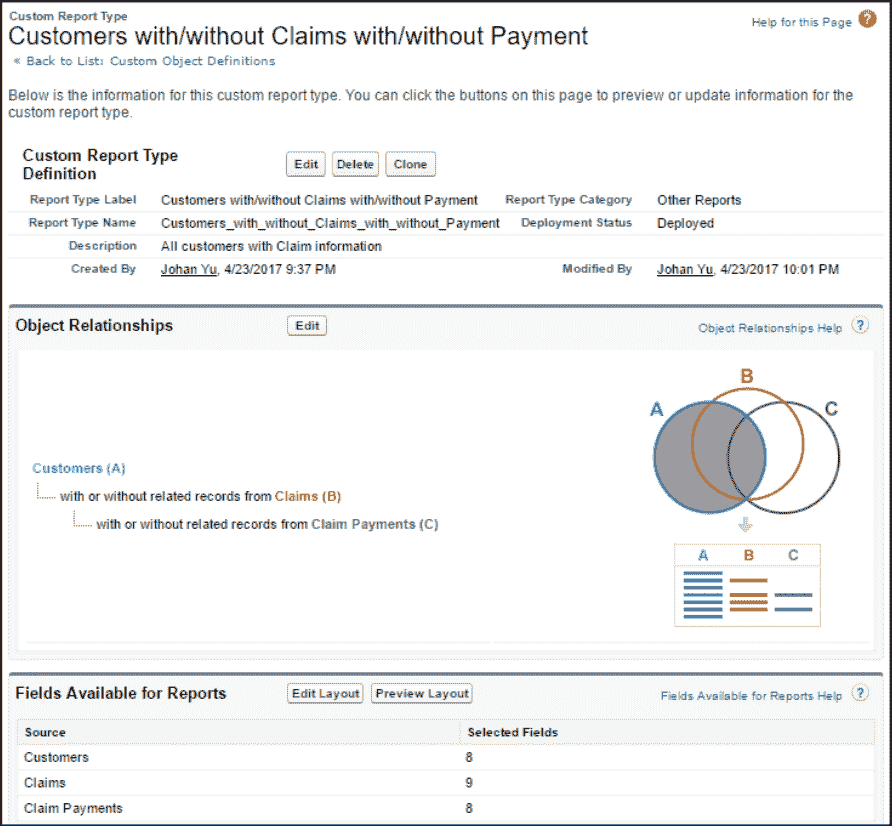 Custom Report Type
Customers with/without Claims with/without Payment
Help for this Page ?
« Back to List: Custom Object Definitions
Below is the information for this custom report type. You can click the buttons on this page to preview or update information for the
custom report type.
Custom Report Type
Definition
Edit Delete Clone
Report Type Label Customers with/without Claims with/without Payment Report Type Category Other Reports
Report Type Name Customers_with_without_Claims_with_without_Payment Deployment Status Deployed
Description All customers with Claim information
Created By Johan Yu, 4/23/2017 9:37 PM Modified By Johan Yu, 4/23/2017 10:01 PM
Object Relationships Edit Object Relationships Help ?
B
A C
Customers (A)
with or without related records from Claims (B)
with or without related records from Claim Payments (C)
A B C
Fields Available for Reports Edit Layout Preview Layout Fields Available for Reports Help ?
Source Selected Fields
Customers 8
Claims 9
Claim Payments 8